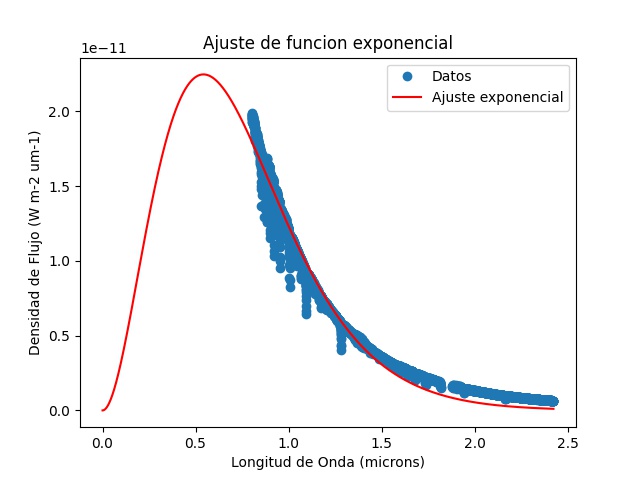 Ajuste de funcion exponencial
1e−11
Datos
Ajuste exponencial
Densidad de Flujo (W m-2 um-1)
2.0
1.5
1.0
0.5
0.0
0.0 0.5 1.0 1.5 2.0 2.5
Longitud de Onda (microns)